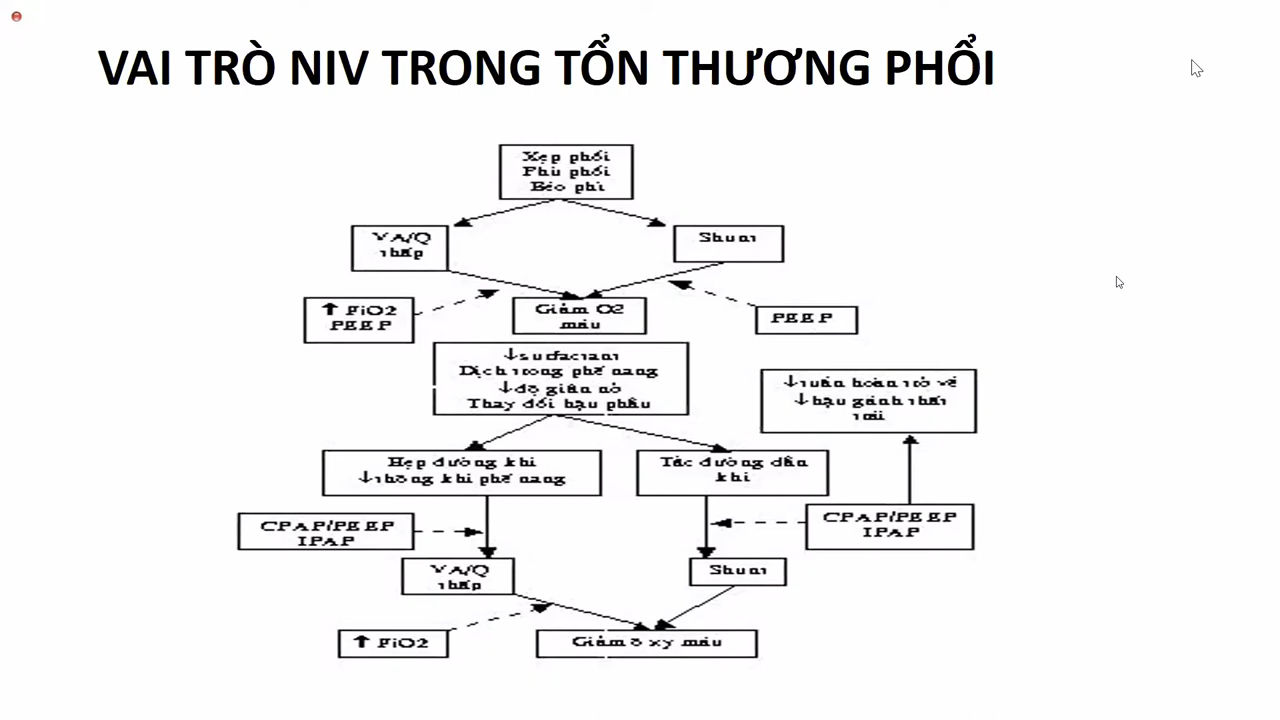 VAI TRÒ NIV TRONG TỔN THƯƠNG PHỔI
Xẹp phổi
Phù phổi
Béo phì
VA/Q
thấp
Shunt
↑ FiO2
PEEP
Giảm O2
máu
PEEP
↓surfactant
Dịch trong phế nang
↓độ giãn nở
Thay đổi hậu phẫu
↓tuần hoàn trở về
↓hậu gánh thất
trái
Hẹp đường khí
↓thông khí phế nang
Tắc đường dẫn
khí
CPAP/PEEP
IPAP
CPAP/PEEP
IPAP
VA/Q
thấp
Shunt
↑ FiO2
Giảm ô xy máu